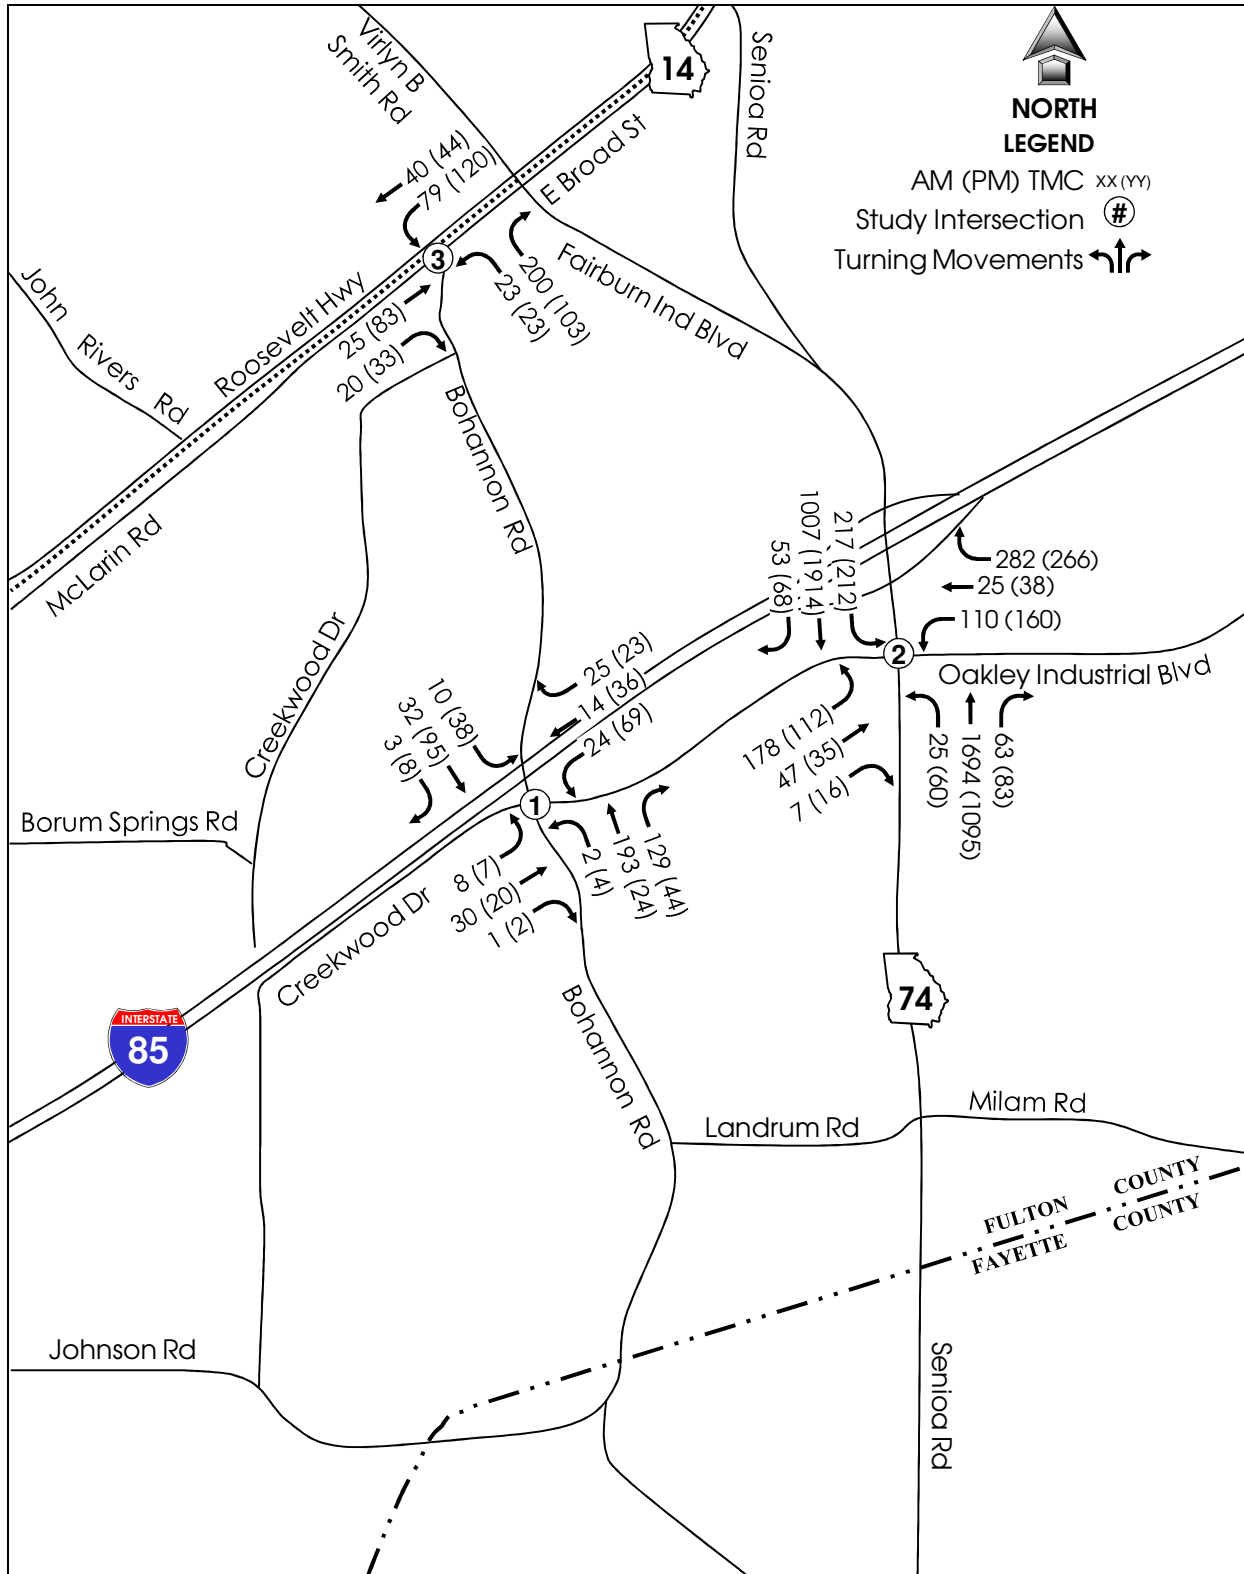 Virlyn B
Smith Rd
14
Senioa Rd
NORTH
LEGEND
AM (PM) TMC XX (YY)
Study Intersection #
Turning Movements
40 (44)
79 (120)
E Broad St
3
200 (103)
23 (23)
Fairburn Ind Blvd
John Rivers Rd
Roosevelt Hwy
25 (83)
20 (33)
McLarin Rd
Bohannon Rd
217 (212)
1007 (1914)
53 (68)
282 (266)
25 (38)
110 (160)
2
Oakley Industrial Blvd
Creekwood Dr
25 (23)
14 (36)
24 (69)
10 (38)
32 (95)
3 (8)
178 (112)
47 (35)
7 (16)
25 (60)
1694 (1095)
63 (83)
1
Borum Springs Rd
8 (7)
30 (20)
1 (2)
2 (4)
193 (24)
129 (44)
Creekwood Dr
74
INTERSTATE
85
Bohannon Rd
Landrum Rd
Milam Rd
FULTON COUNTY
FAYETTE COUNTY
Johnson Rd
Senioa Rd